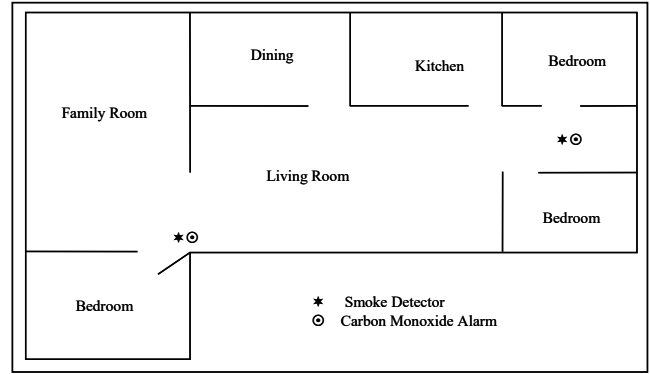 Dining
Kitchen
Bedroom
Family Room
Living Room
Bedroom
Bedroom
Smoke Detector
Carbon Monoxide Alarm